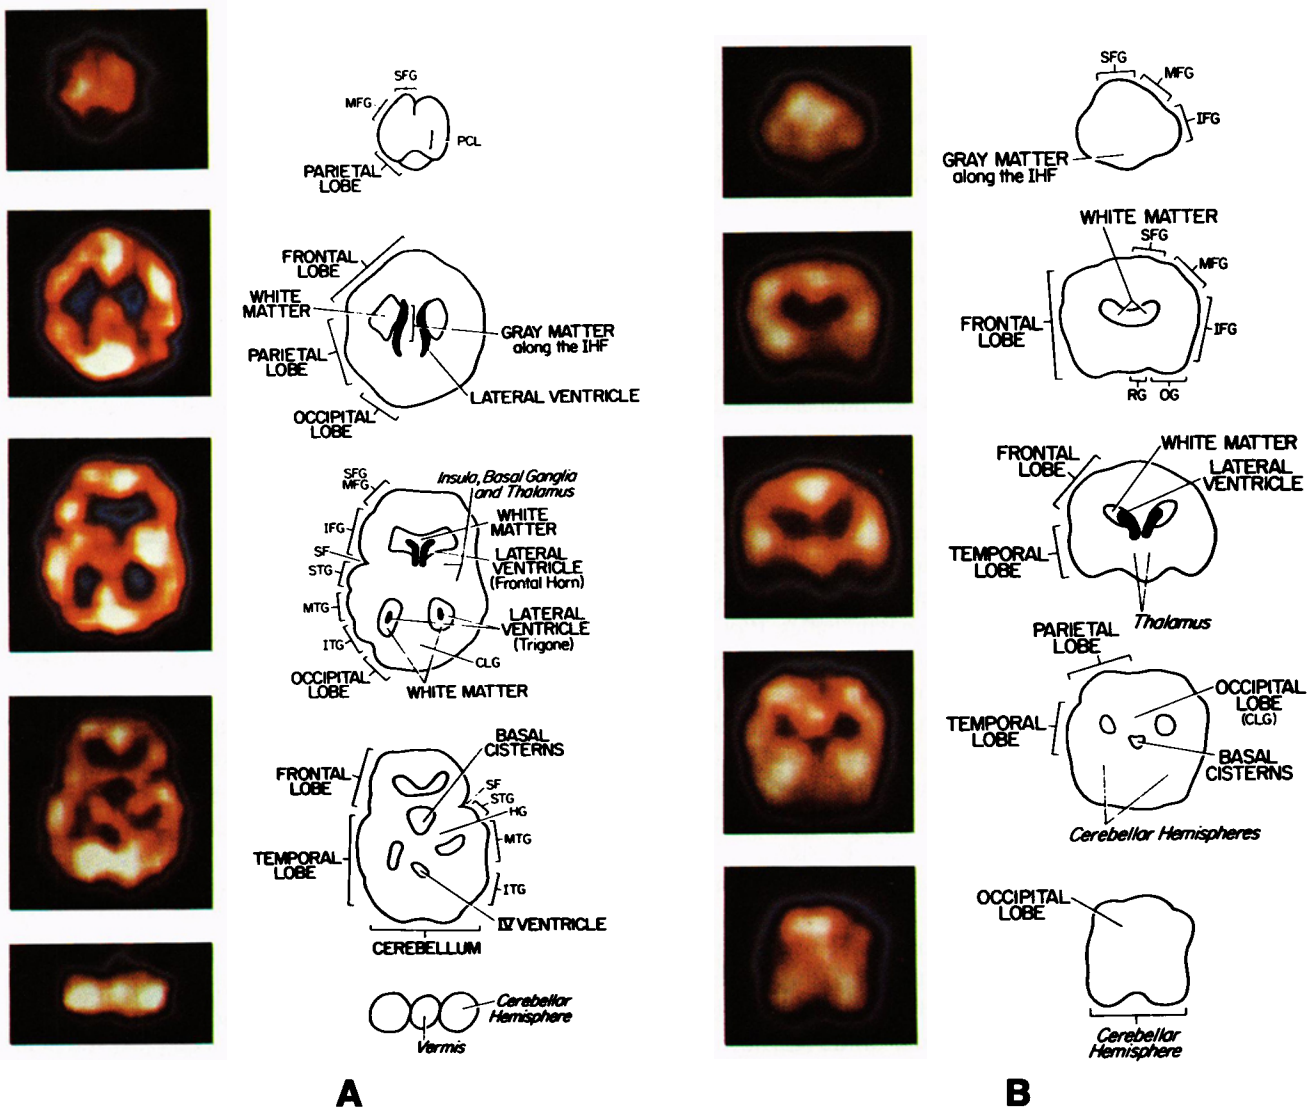 SFG
MFG
PCL
PARIETAL
LOBE
FRONTAL
LOBE
WHITE
MATTER
GRAY MATTER
along the IHF
PARIETAL
LOBE
LATERAL VENTRICLE
OCCIPITAL
LOBE
SFG
MFG
Insula, Basal Ganglia
and Thalamus
IFG
WHITE
MATTER
SF
STG
LATERAL
VENTRICLE
(Frontal Horn)
MTG
LATERAL
VENTRICLE
(Trigone)
ITG
CLG
OCCIPITAL
LOBE
WHITE MATTER
BASAL
CISTERNS
FRONTAL
LOBE
SF
STG
HG
MTG
TEMPORAL
LOBE
ITG
IV VENTRICLE
CEREBELLUM
Cerebellar
Hemisphere
Vermis
A
SFG
MFG
IFG
GRAY MATTER
along the IHF
WHITE MATTER
SFG
MFG
FRONTAL
LOBE
IFG
RG
OG
FRONTAL
LOBE
WHITE MATTER
LATERAL
VENTRICLE
TEMPORAL
LOBE
Thalamus
PARIETAL
LOBE
OCCIPITAL
LOBE
(CLG)
TEMPORAL
LOBE
BASAL
CISTERNS
Cerebellar Hemispheres
OCCIPITAL
LOBE
Cerebellar
Hemisphere
B